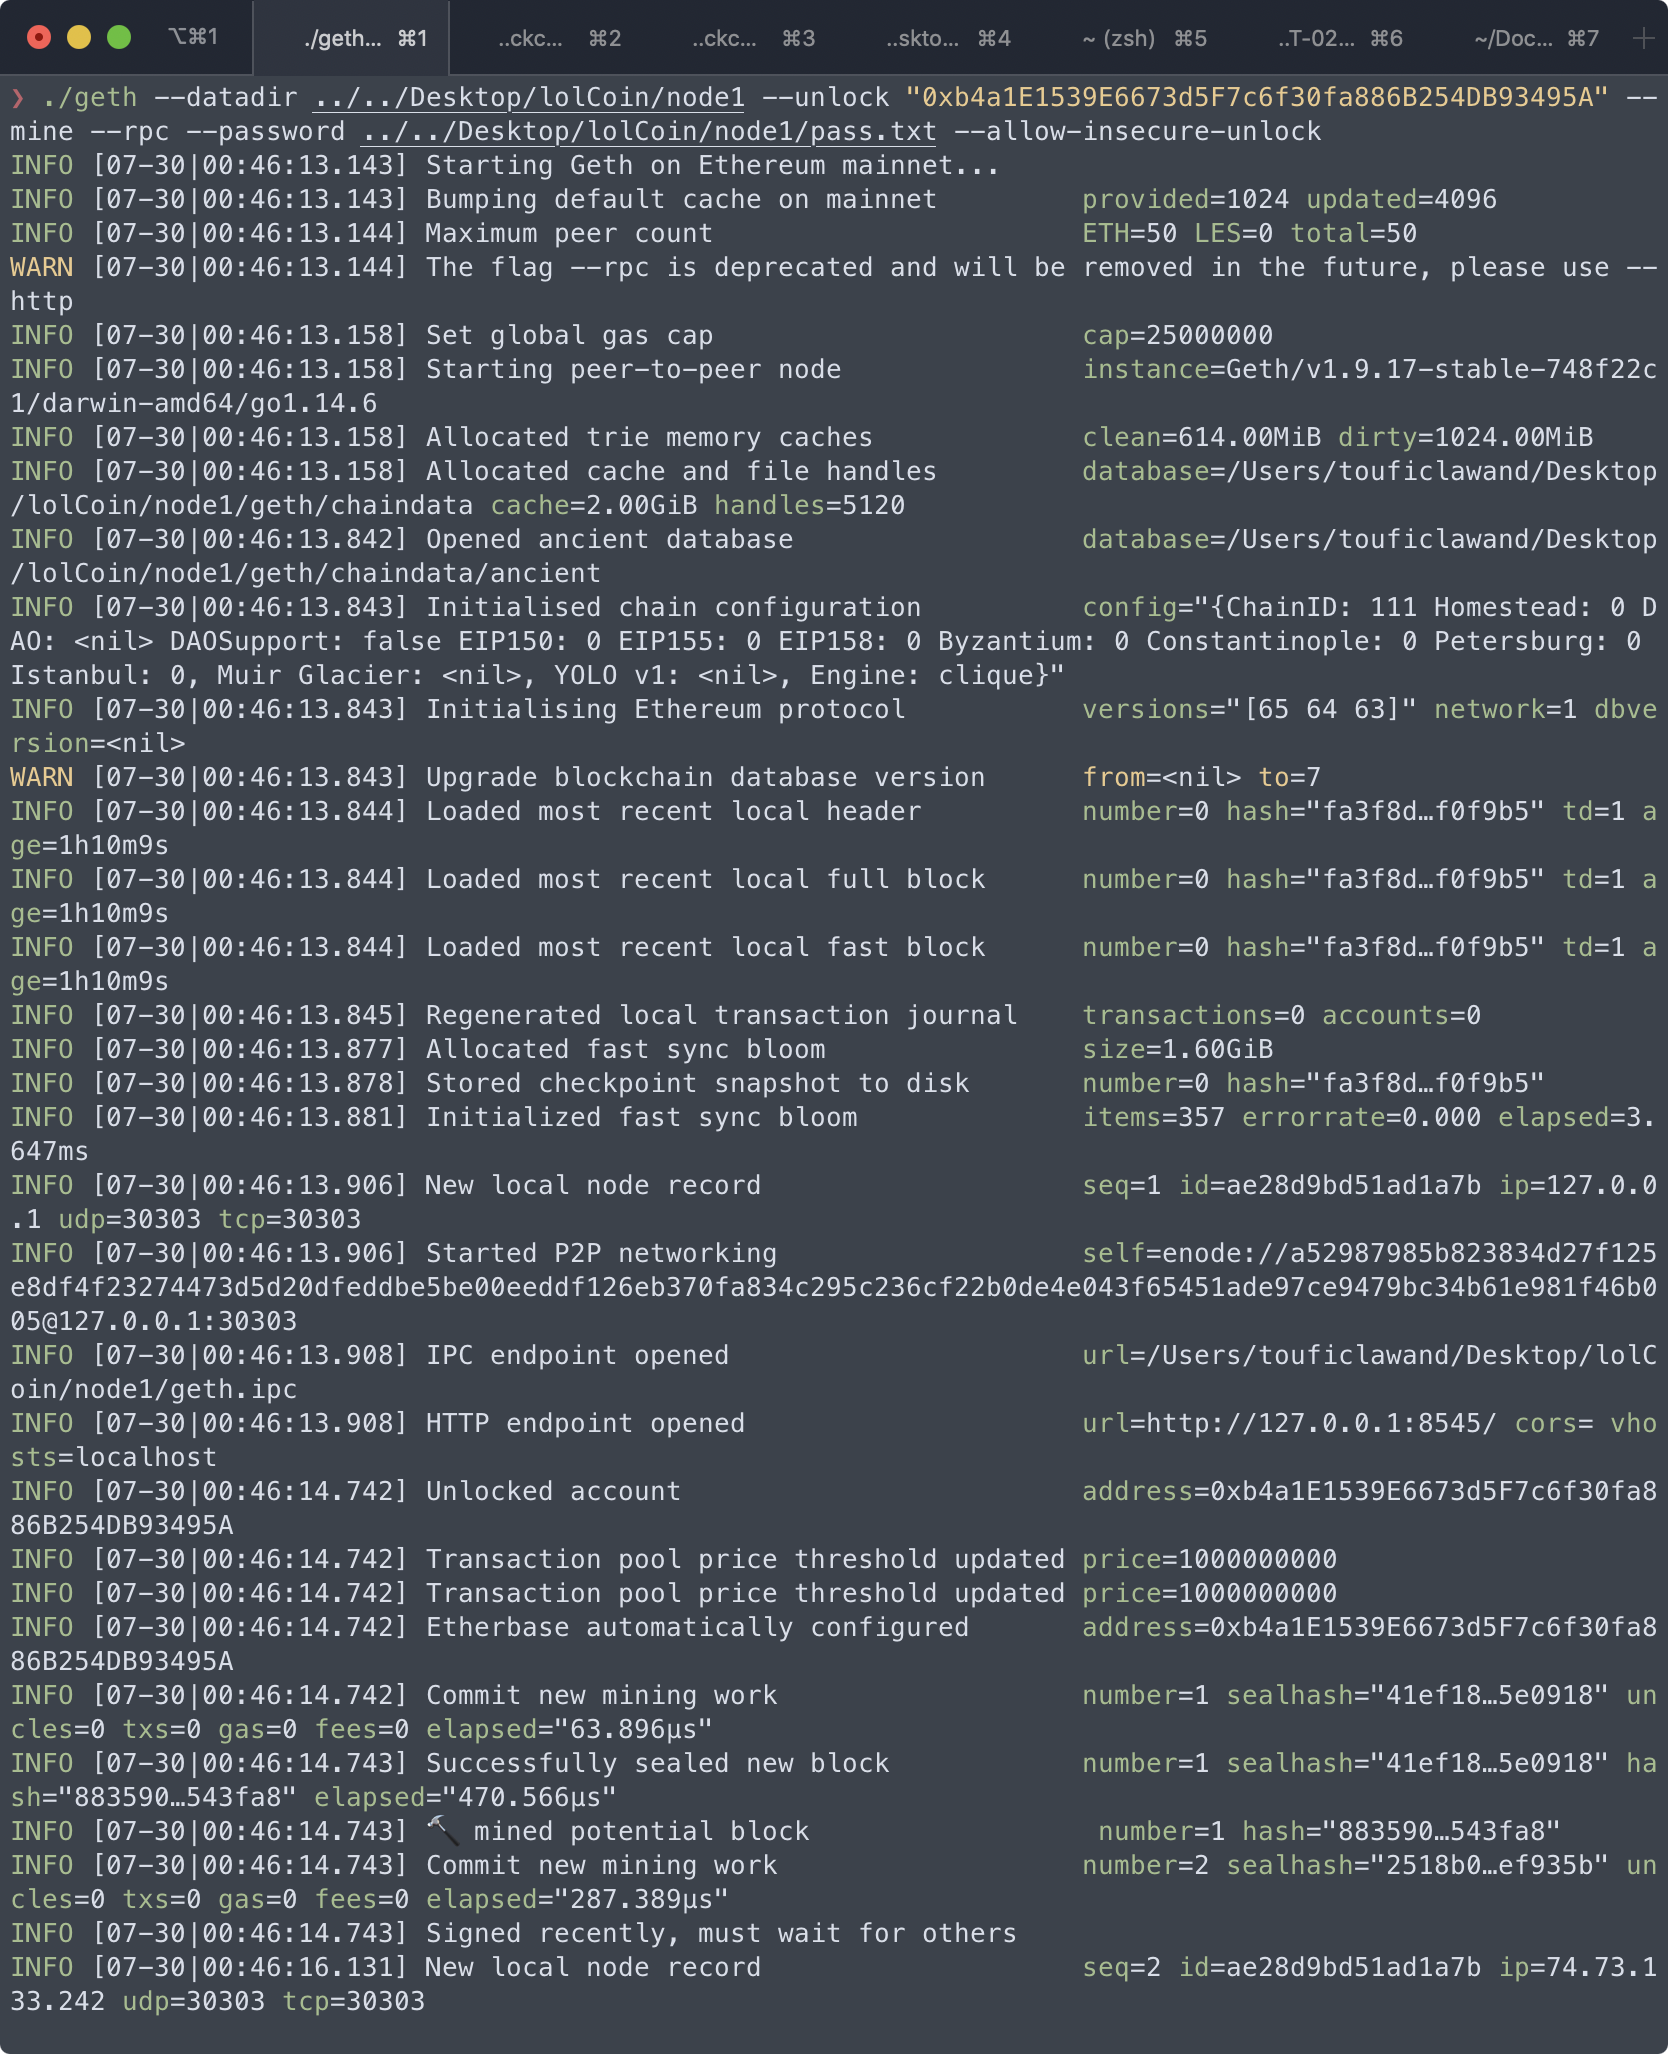 ⌥⌘1 ./geth... ⌘1 ..ckc... ⌘2 ..ckc... ⌘3 ..skto... ⌘4 ~ (zsh) ⌘5 ..T-02... ⌘6 ~/Doc... ⌘7 +
❯ ./geth --datadir ../../Desktop/lolCoin/node1 --unlock "0xb4a1E1539E6673d5F7c6f30fa886B254DB93495A" --
mine --rpc --password ../../Desktop/lolCoin/node1/pass.txt --allow-insecure-unlock
INFO [07-30|00:46:13.143] Starting Geth on Ethereum mainnet...
INFO [07-30|00:46:13.143] Bumping default cache on mainnet provided=1024 updated=4096
INFO [07-30|00:46:13.144] Maximum peer count ETH=50 LES=0 total=50
WARN [07-30|00:46:13.144] The flag --rpc is deprecated and will be removed in the future, please use --
http
INFO [07-30|00:46:13.158] Set global gas cap cap=25000000
INFO [07-30|00:46:13.158] Starting peer-to-peer node instance=Geth/v1.9.17-stable-748f22c
1/darwin-amd64/go1.14.6
INFO [07-30|00:46:13.158] Allocated trie memory caches clean=614.00MiB dirty=1024.00MiB
INFO [07-30|00:46:13.158] Allocated cache and file handles database=/Users/touficlawand/Desktop
/lolCoin/node1/geth/chaindata cache=2.00GiB handles=5120
INFO [07-30|00:46:13.842] Opened ancient database database=/Users/touficlawand/Desktop
/lolCoin/node1/geth/chaindata/ancient
INFO [07-30|00:46:13.843] Initialised chain configuration config="{ChainID: 111 Homestead: 0 D
AO: <nil> DAOSupport: false EIP150: 0 EIP155: 0 EIP158: 0 Byzantium: 0 Constantinople: 0 Petersburg: 0
Istanbul: 0, Muir Glacier: <nil>, YOLO v1: <nil>, Engine: clique}"
INFO [07-30|00:46:13.843] Initialising Ethereum protocol versions="[65 64 63]" network=1 dbve
rsion=<nil>
WARN [07-30|00:46:13.843] Upgrade blockchain database version from=<nil> to=7
INFO [07-30|00:46:13.844] Loaded most recent local header number=0 hash="fa3f8d…f0f9b5" td=1 a
ge=1h10m9s
INFO [07-30|00:46:13.844] Loaded most recent local full block number=0 hash="fa3f8d…f0f9b5" td=1 a
ge=1h10m9s
INFO [07-30|00:46:13.844] Loaded most recent local fast block number=0 hash="fa3f8d…f0f9b5" td=1 a
ge=1h10m9s
INFO [07-30|00:46:13.845] Regenerated local transaction journal transactions=0 accounts=0
INFO [07-30|00:46:13.877] Allocated fast sync bloom size=1.60GiB
INFO [07-30|00:46:13.878] Stored checkpoint snapshot to disk number=0 hash="fa3f8d…f0f9b5"
INFO [07-30|00:46:13.881] Initialized fast sync bloom items=357 errorrate=0.000 elapsed=3.
647ms
INFO [07-30|00:46:13.906] New local node record seq=1 id=ae28d9bd51ad1a7b ip=127.0.0
.1 udp=30303 tcp=30303
INFO [07-30|00:46:13.906] Started P2P networking self=enode://a52987985b823834d27f125
e8df4f23274473d5d20dfeddbe5be00eeddf126eb370fa834c295c236cf22b0de4e043f65451ade97ce9479bc34b61e981f46b0
05@127.0.0.1:30303
INFO [07-30|00:46:13.908] IPC endpoint opened url=/Users/touficlawand/Desktop/lolC
oin/node1/geth.ipc
INFO [07-30|00:46:13.908] HTTP endpoint opened url=http://127.0.0.1:8545/ cors= vho
sts=localhost
INFO [07-30|00:46:14.742] Unlocked account address=0xb4a1E1539E6673d5F7c6f30fa8
86B254DB93495A
INFO [07-30|00:46:14.742] Transaction pool price threshold updated price=1000000000
INFO [07-30|00:46:14.742] Transaction pool price threshold updated price=1000000000
INFO [07-30|00:46:14.742] Etherbase automatically configured address=0xb4a1E1539E6673d5F7c6f30fa8
86B254DB93495A
INFO [07-30|00:46:14.742] Commit new mining work number=1 sealhash="41ef18…5e0918" un
cles=0 txs=0 gas=0 fees=0 elapsed="63.896µs"
INFO [07-30|00:46:14.743] Successfully sealed new block number=1 sealhash="41ef18…5e0918" ha
sh="883590…543fa8" elapsed="470.566µs"
INFO [07-30|00:46:14.743] 🔨 mined potential block number=1 hash="883590…543fa8"
INFO [07-30|00:46:14.743] Commit new mining work number=2 sealhash="2518b0…ef935b" un
cles=0 txs=0 gas=0 fees=0 elapsed="287.389µs"
INFO [07-30|00:46:14.743] Signed recently, must wait for others
INFO [07-30|00:46:16.131] New local node record seq=2 id=ae28d9bd51ad1a7b ip=74.73.1
33.242 udp=30303 tcp=30303